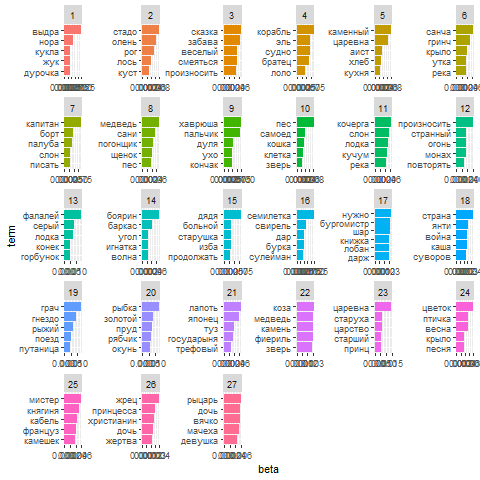 1 2 3 4 5 6
выдра стадо сказка корабль каменный санча
нора олень забава эль царевна гринч
кукла рог веселый судно аист крыло
жук лось смеяться братец хлеб утка
дурочка куст произносить лоло кухня река
7 8 9 10 11 12
капитан медведь хаврюша пес кочерга произносить
борт сани пальчик самоед слон странный
палуба погонщик дуля кошка лодка огонь
слон щенок ухо клетка кучум монах
писать пес кончак зверь река повторять
13 14 15 16 17 18
фалалей боярин дядя семилетка нужно страна
серый баркас больной свирель бургомистр янти
лодка угол старушка дар шар война
конек игнатка изба бурка книжка каша
горбунок волна продолжать сулейман лобан суворов
дарж
19 20 21 22 23 24
грач рыбка лапоть коза царевна цветок
гнездо золотой японец медведь старуха птичка
рыжий пруд туз камень царство весна
поезд рябчик государыня фиериль старший крыло
путаница окунь трефовый зверь принц песня
25 26 27
мистер жрец рыцарь
княгиня принцесса дочь
кабель христианин вячко
француз дочь мачеха
камешек жертва девушка
term
beta